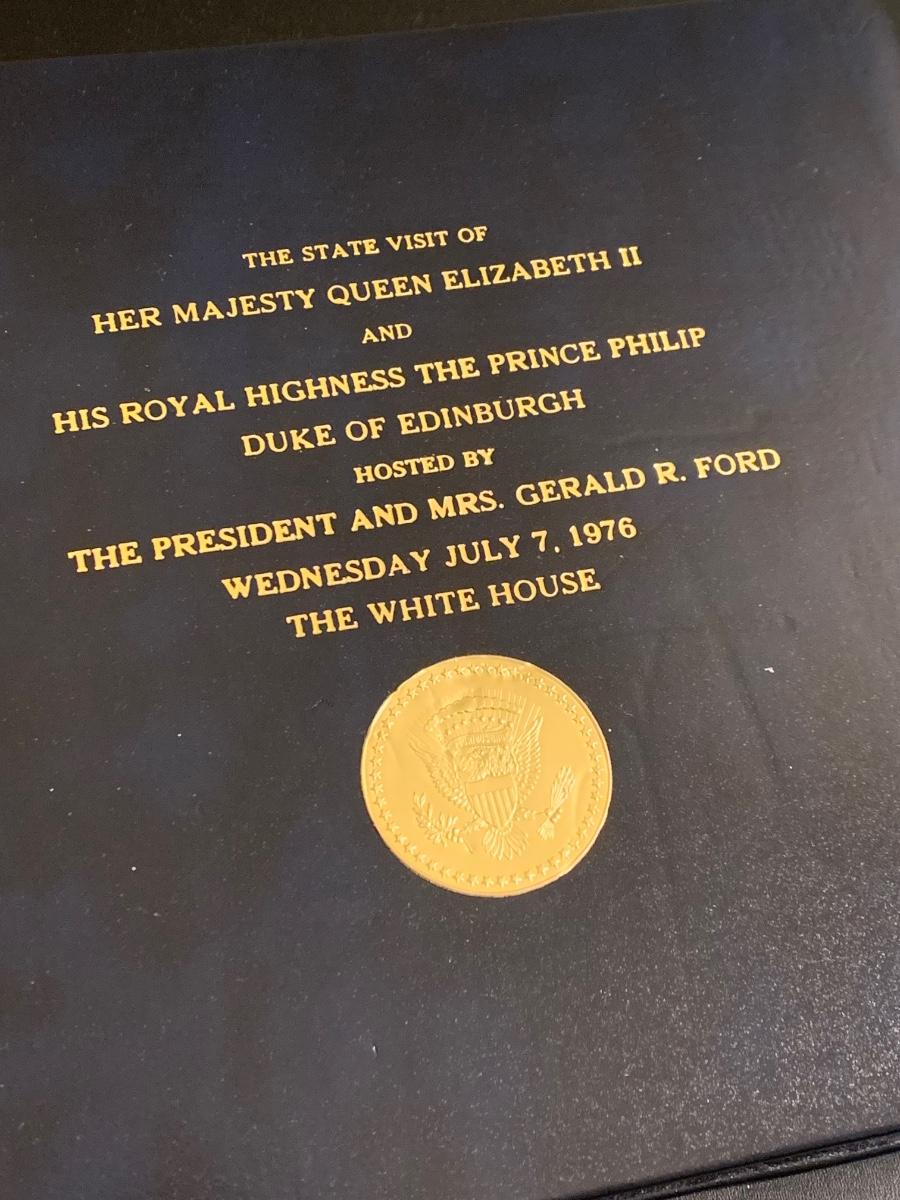 THE STATE VISIT OF
HER MAJESTY QUEEN ELIZABETH II
AND
HIS ROYAL HIGHNESS THE PRINCE PHILIP
DUKE OF EDINBURGH
HOSTED BY
THE PRESIDENT AND MRS. GERALD R. FORD
WEDNESDAY JULY 7, 1976
THE WHITE HOUSE